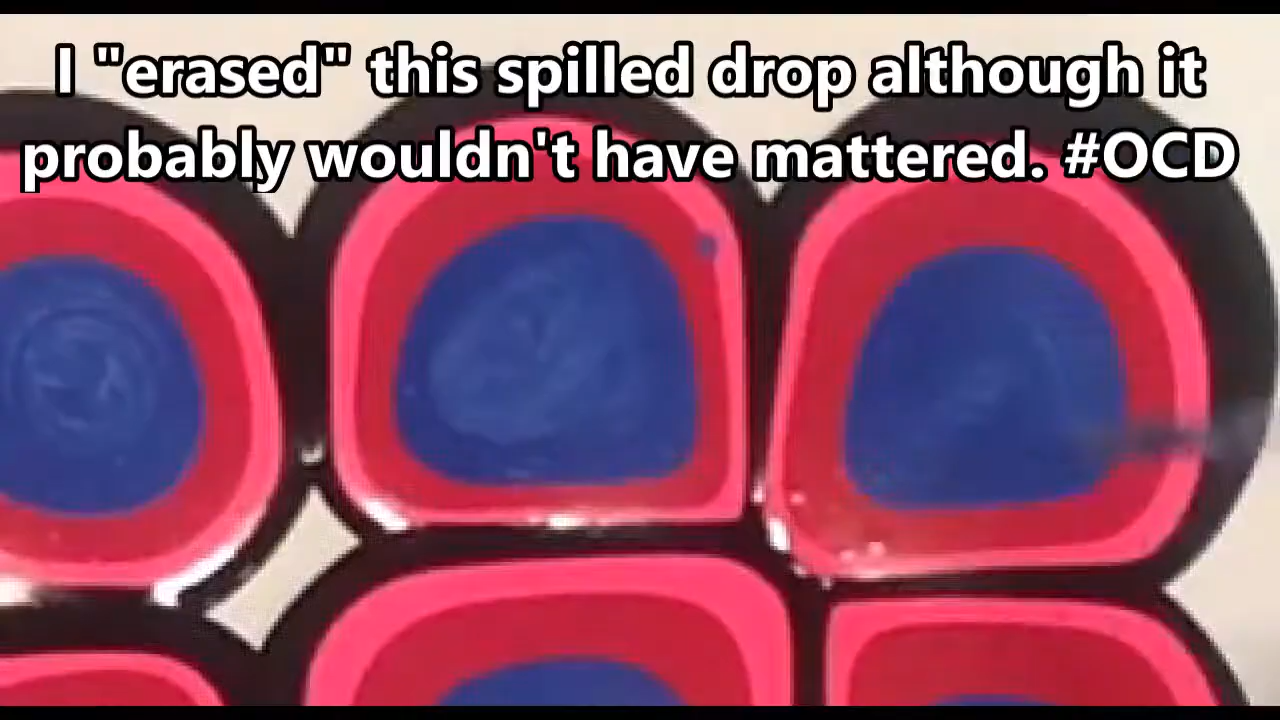 I "erased" this spilled drop although it
probably wouldn't have mattered. #OCD